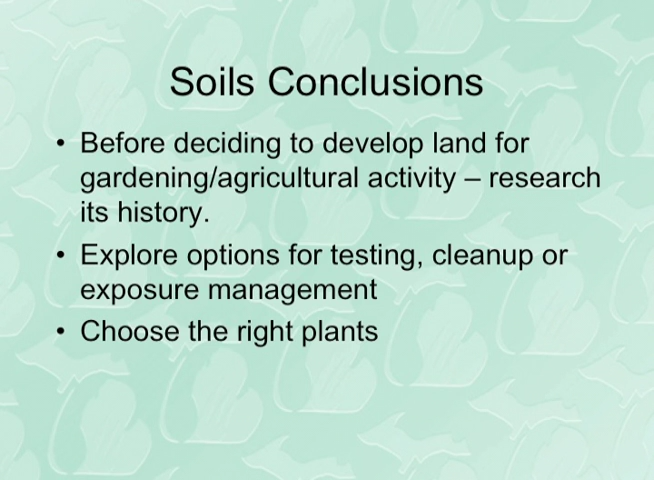 Soils Conclusions
• Before deciding to develop land for
gardening/agricultural activity – research
its history.
• Explore options for testing, cleanup or
exposure management
• Choose the right plants